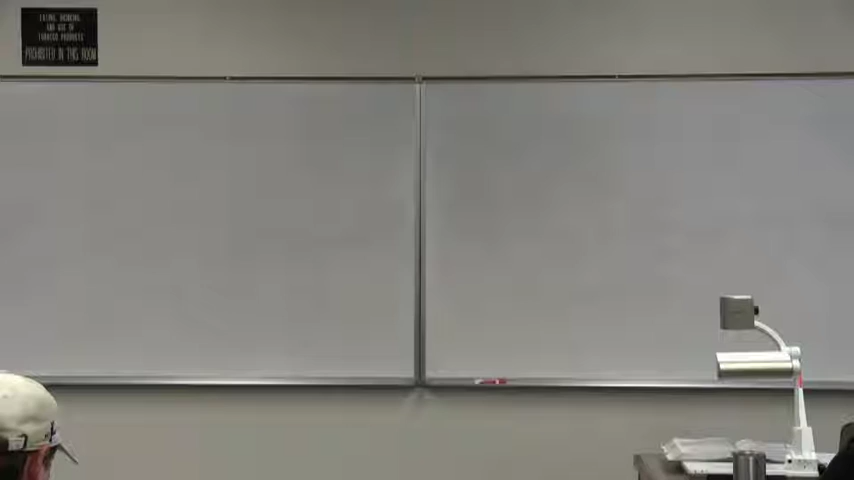 EATING, DRINKING
AND USE OF
TOBACCO PRODUCTS
PROHIBITED IN THIS ROOM